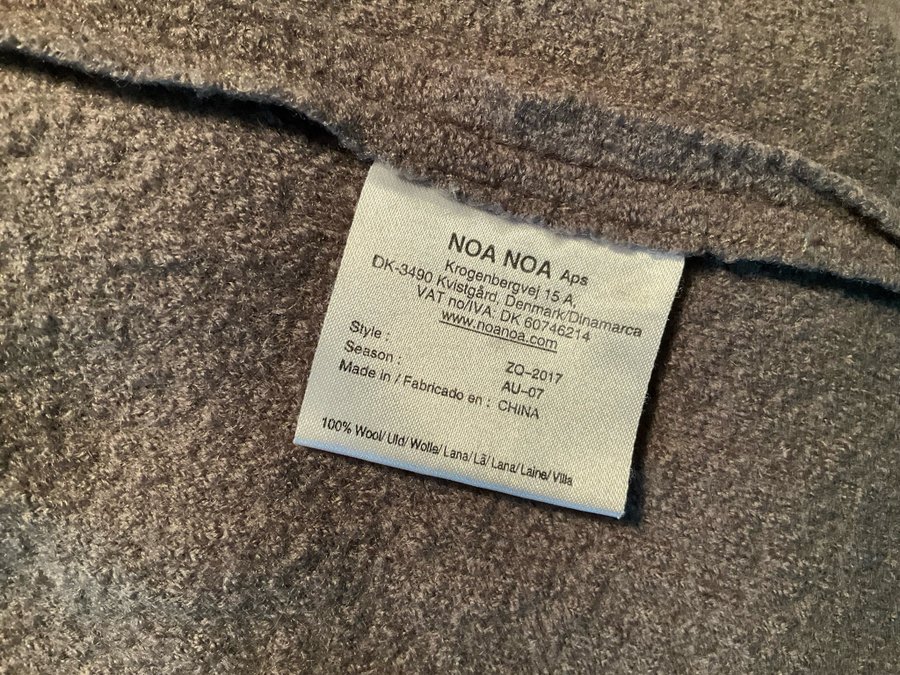 NOA NOA Aps
Krogenbergvej 15 A,
DK-3490 Kvistgård, Denmark/Dinamarca
VAT no/IVA: DK 60746214
www.noanoa.com
Style : ZQ-2017
Season : AU-07
Made in / Fabricado en : CHINA
100% Wool/Uld/Wolle/Lana/Lã/Lana/Laine/Villa